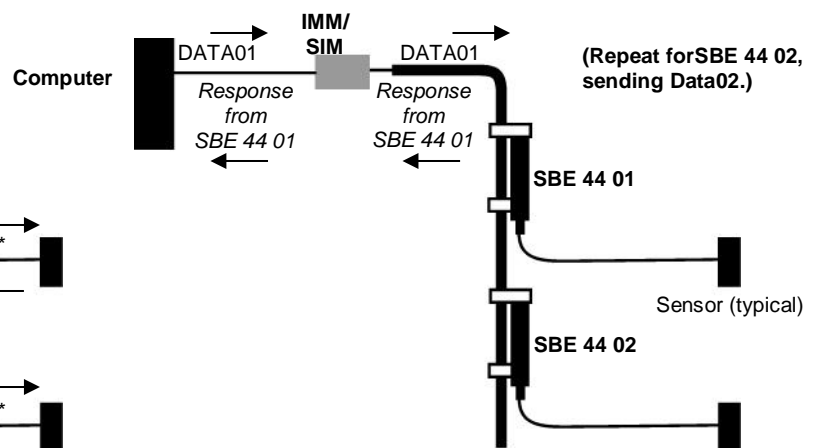 IMM/
SIM
DATA01
DATA01
(Repeat forSBE 44 02,
sending Data02.)
Computer
Response
from
SBE 44 01
Response
from
SBE 44 01
SBE 44 01
*
Sensor (typical)
SBE 44 02
*